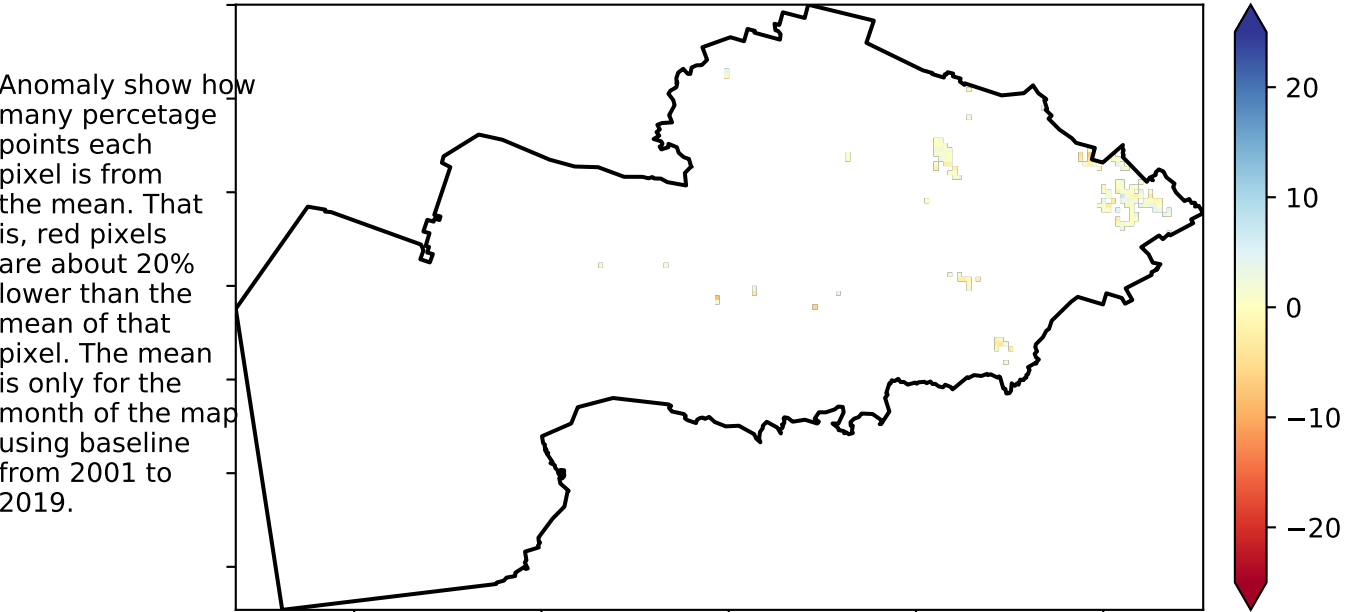 Anomaly show how
many percetage
points each
pixel is from
the mean. That
is, red pixels
are about 20%
lower than the
mean of that
pixel. The mean
is only for the
month of the map
using baseline
from 2001 to
2019.
20
10
0
−10
−20